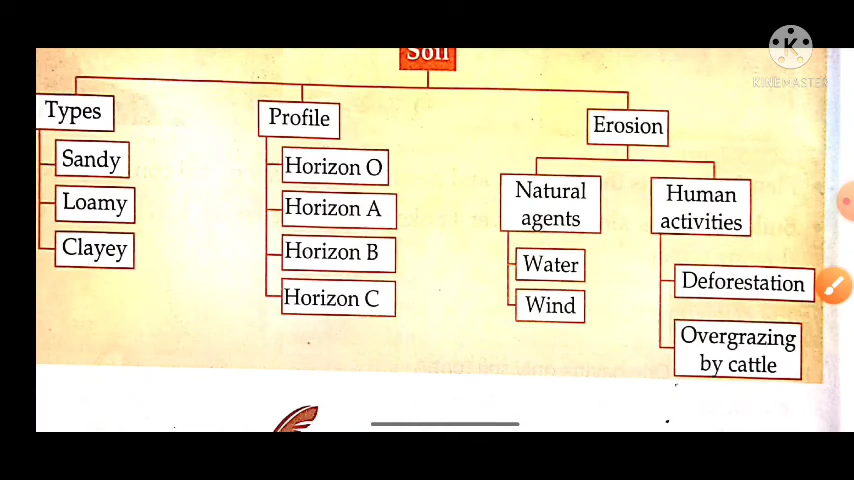 Soil
K
KINEMASTER
Types
Profile
Erosion
Sandy
Loamy
Clayey
Horizon O
Horizon A
Horizon B
Horizon C
Natural
agents
Water
Wind
Human
activities
Deforestation
Overgrazing
by cattle